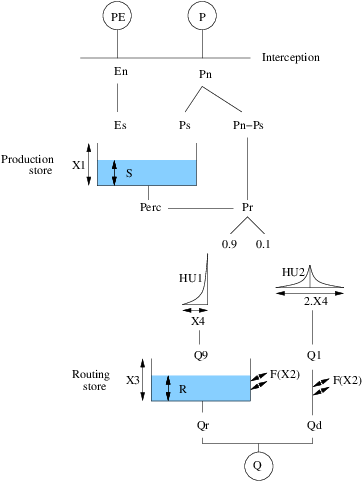 PE P
Interception
En Pn
Es Ps Pn−Ps
Production
store
X1 S
Perc Pr
0.9 0.1
HU1 HU2
X4 2.X4
Q9 Q1
Routing
store
X3 R F(X2) F(X2)
Qr Qd
Q